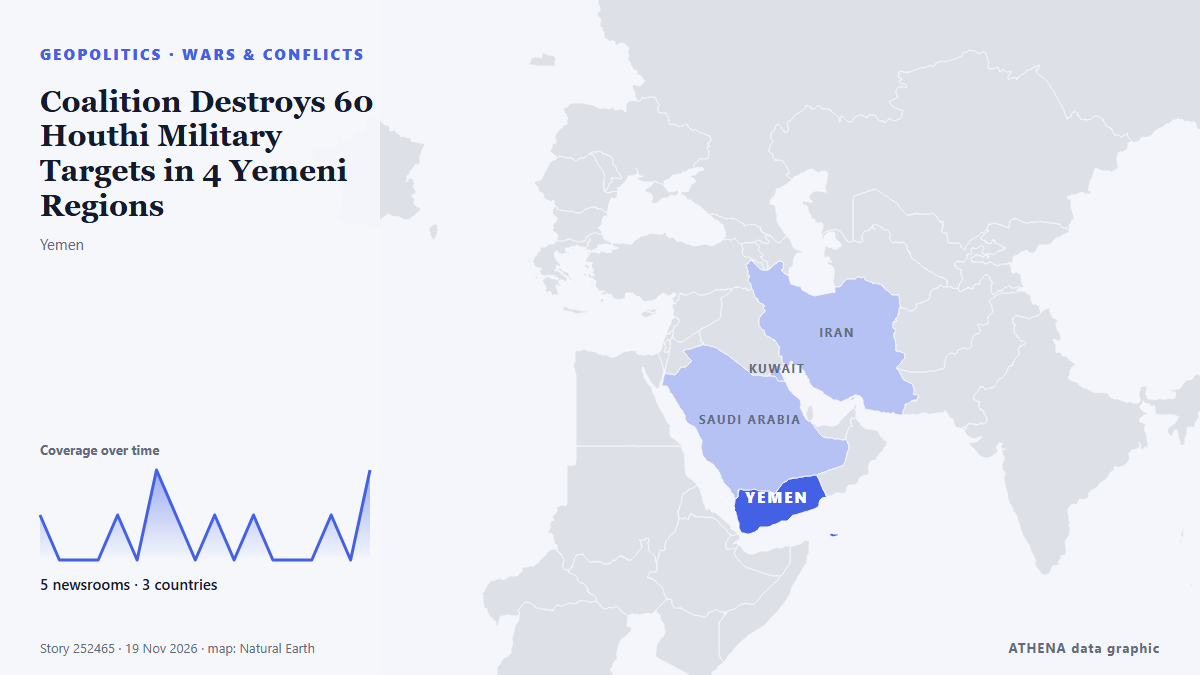 GEOPOLITICS · WARS & CONFLICTS
Coalition Destroys 60
Houthi Military
Targets in 4 Yemeni
Regions
Yemen
IRAN
KUWAIT
SAUDI ARABIA
YEMEN
Coverage over time
5 newsrooms · 3 countries
Story 252465 · 19 Nov 2026 · map: Natural Earth
ATHENA data graphic